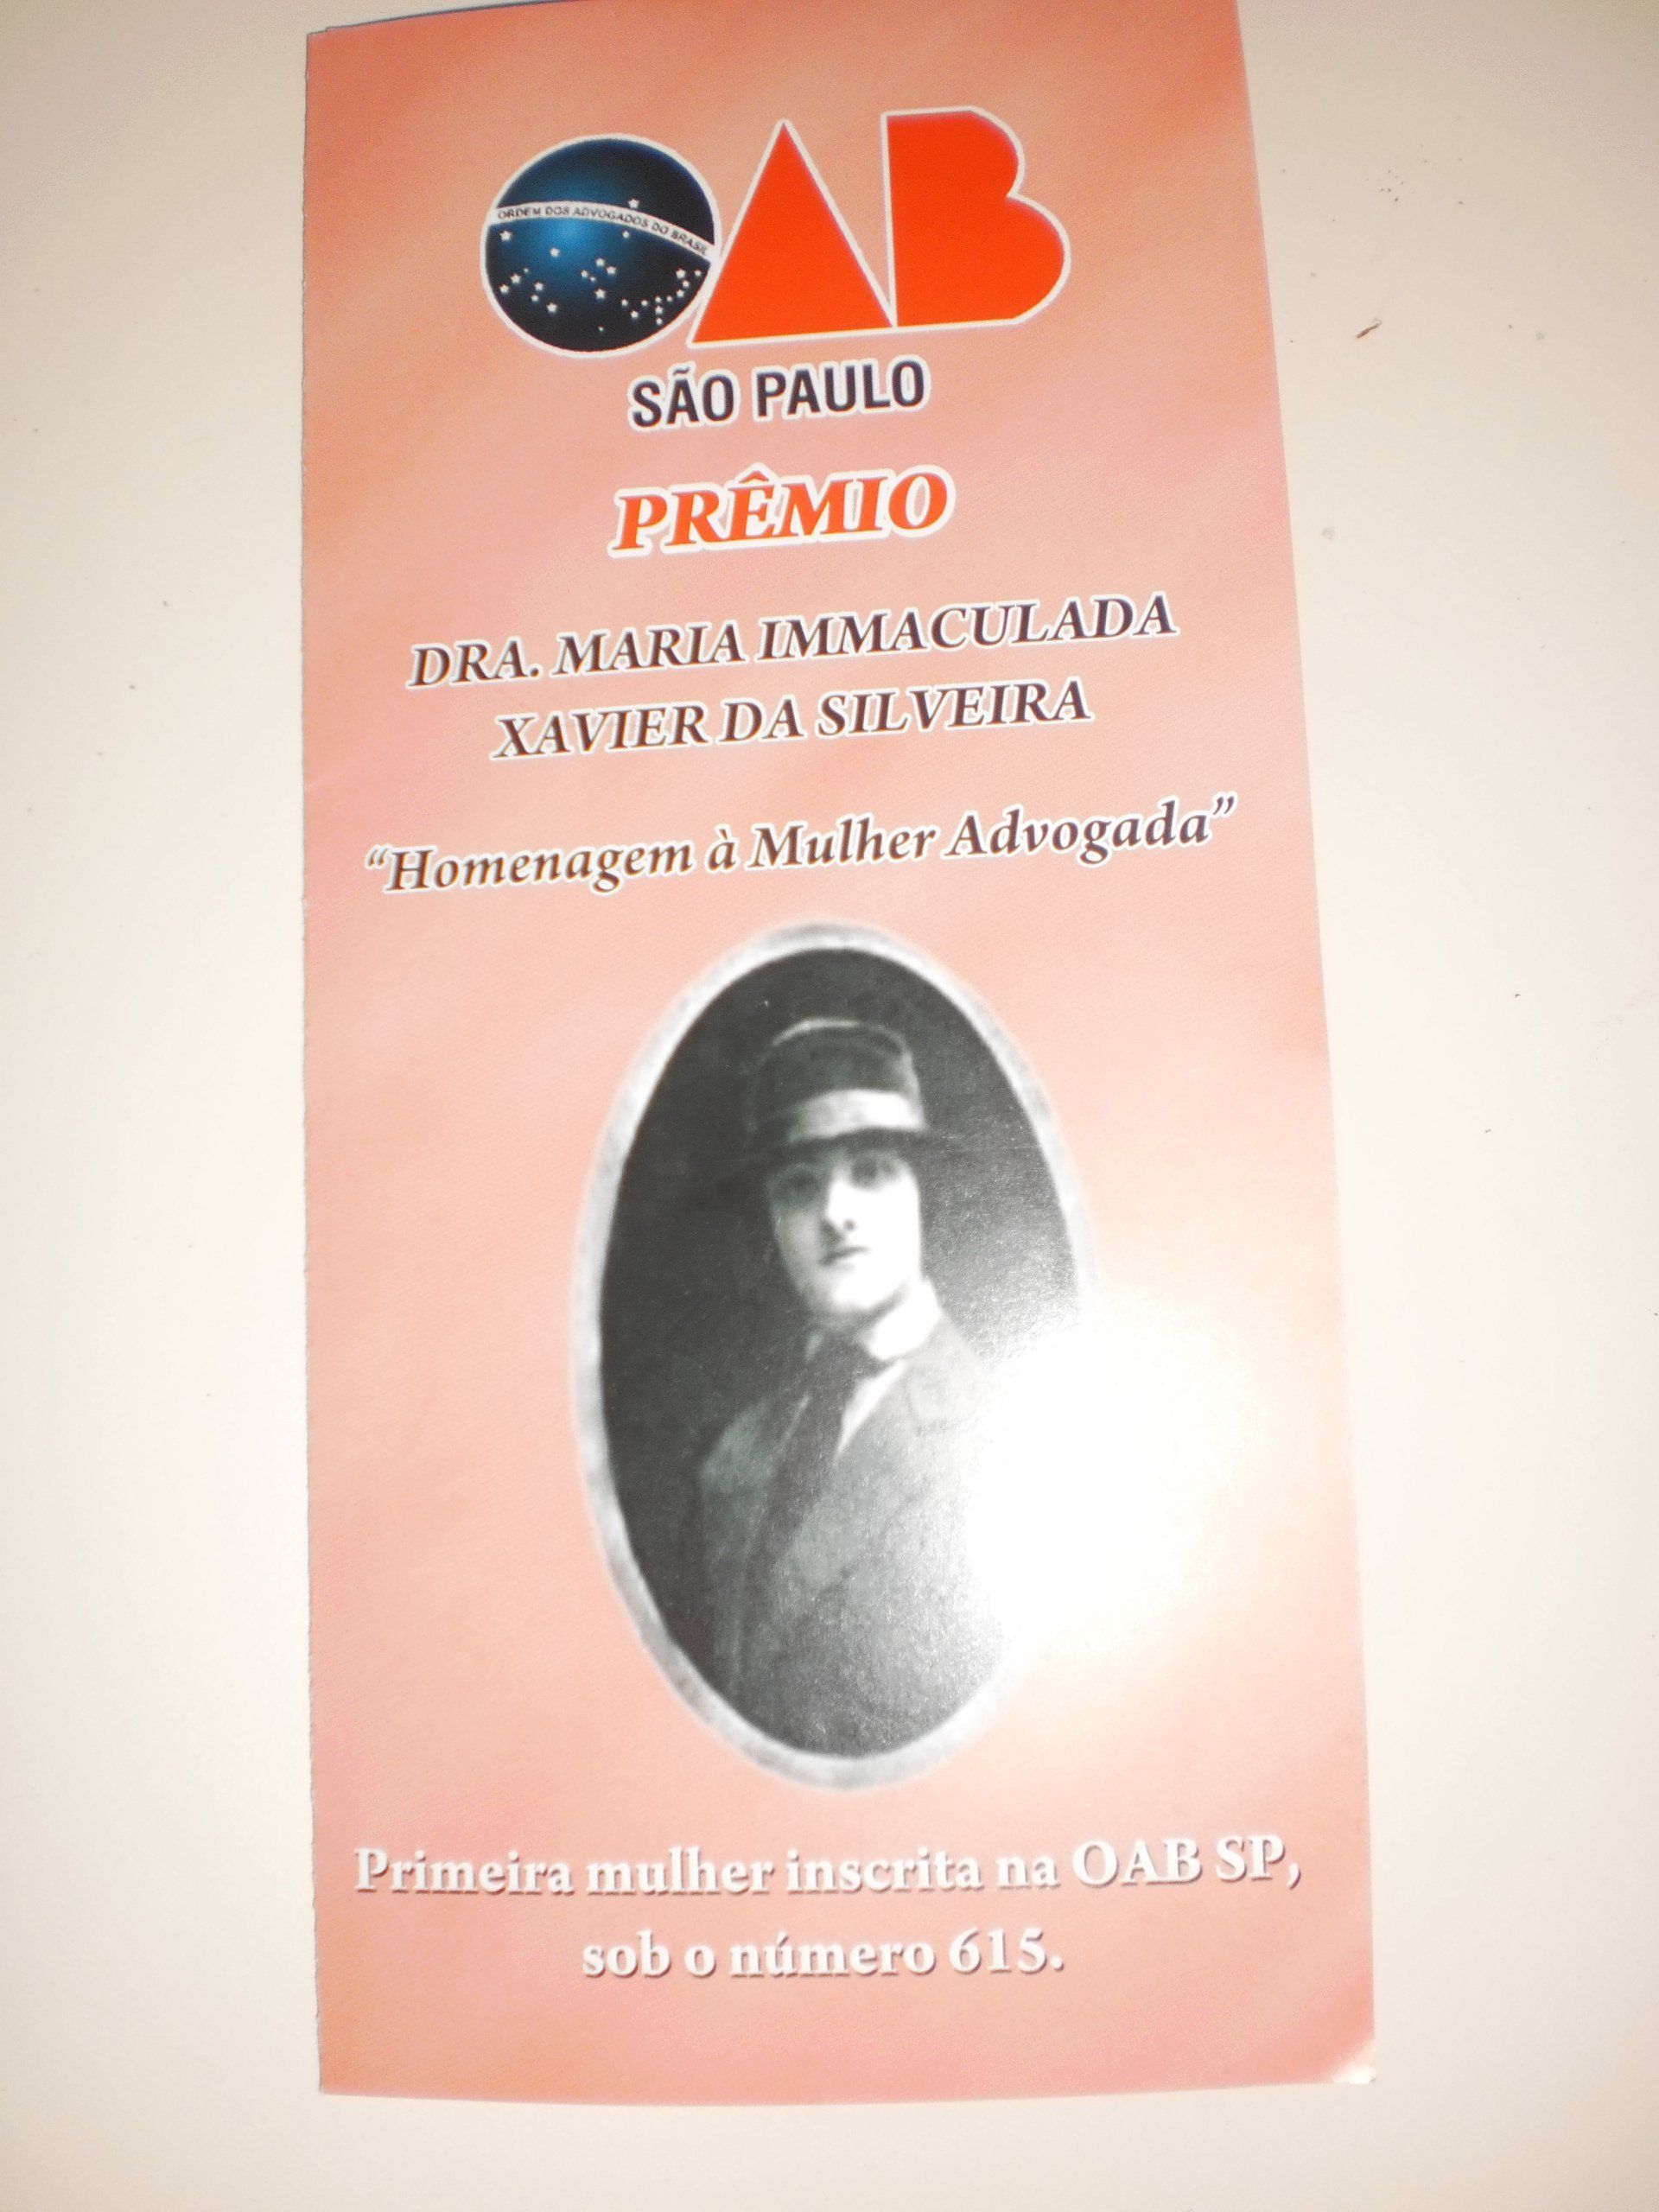 OAB
ORDEM DOS ADVOGADOS DO BRASIL
SÃO PAULO
PRÊMIO
DRA. MARIA IMMACULADA
XAVIER DA SILVEIRA
“Homenagem à Mulher Advogada”
Primeira mulher inscrita na OAB SP,
sob o número 615.